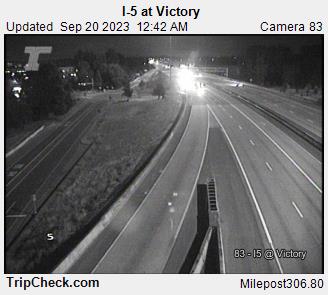 I-5 at Victory
Updated Sep 20 2023 12:42 AM Camera 83
T
S
83 - I5 @ Victory
TripCheck.com Milepost306.80